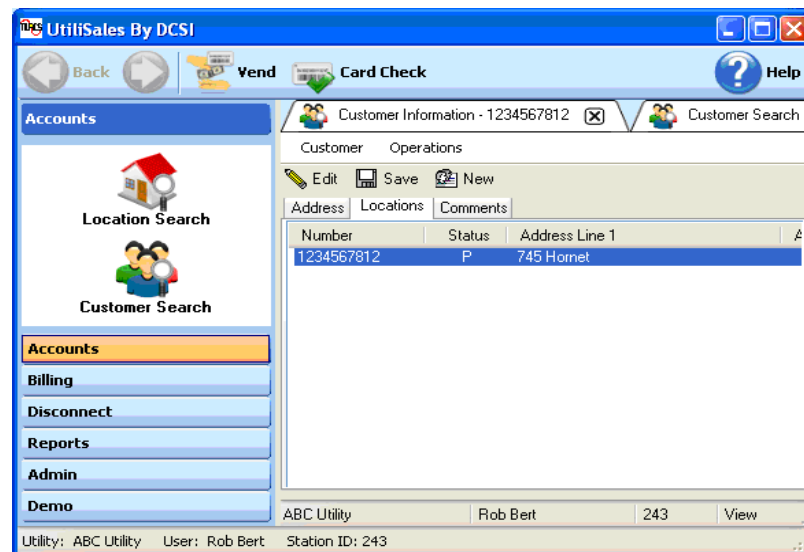 UtiliSales By DCSI
Back Vend Card Check Help
Accounts
Location Search
Customer Search
Accounts
Billing
Disconnect
Reports
Admin
Demo
Customer Information - 1234567812 Customer Search
Customer Operations
Edit Save New
Address Locations Comments
Number Status Address Line 1
1234567812 P 745 Hornet
ABC Utility Rob Bert 243 View
Utility: ABC Utility User: Rob Bert Station ID: 243